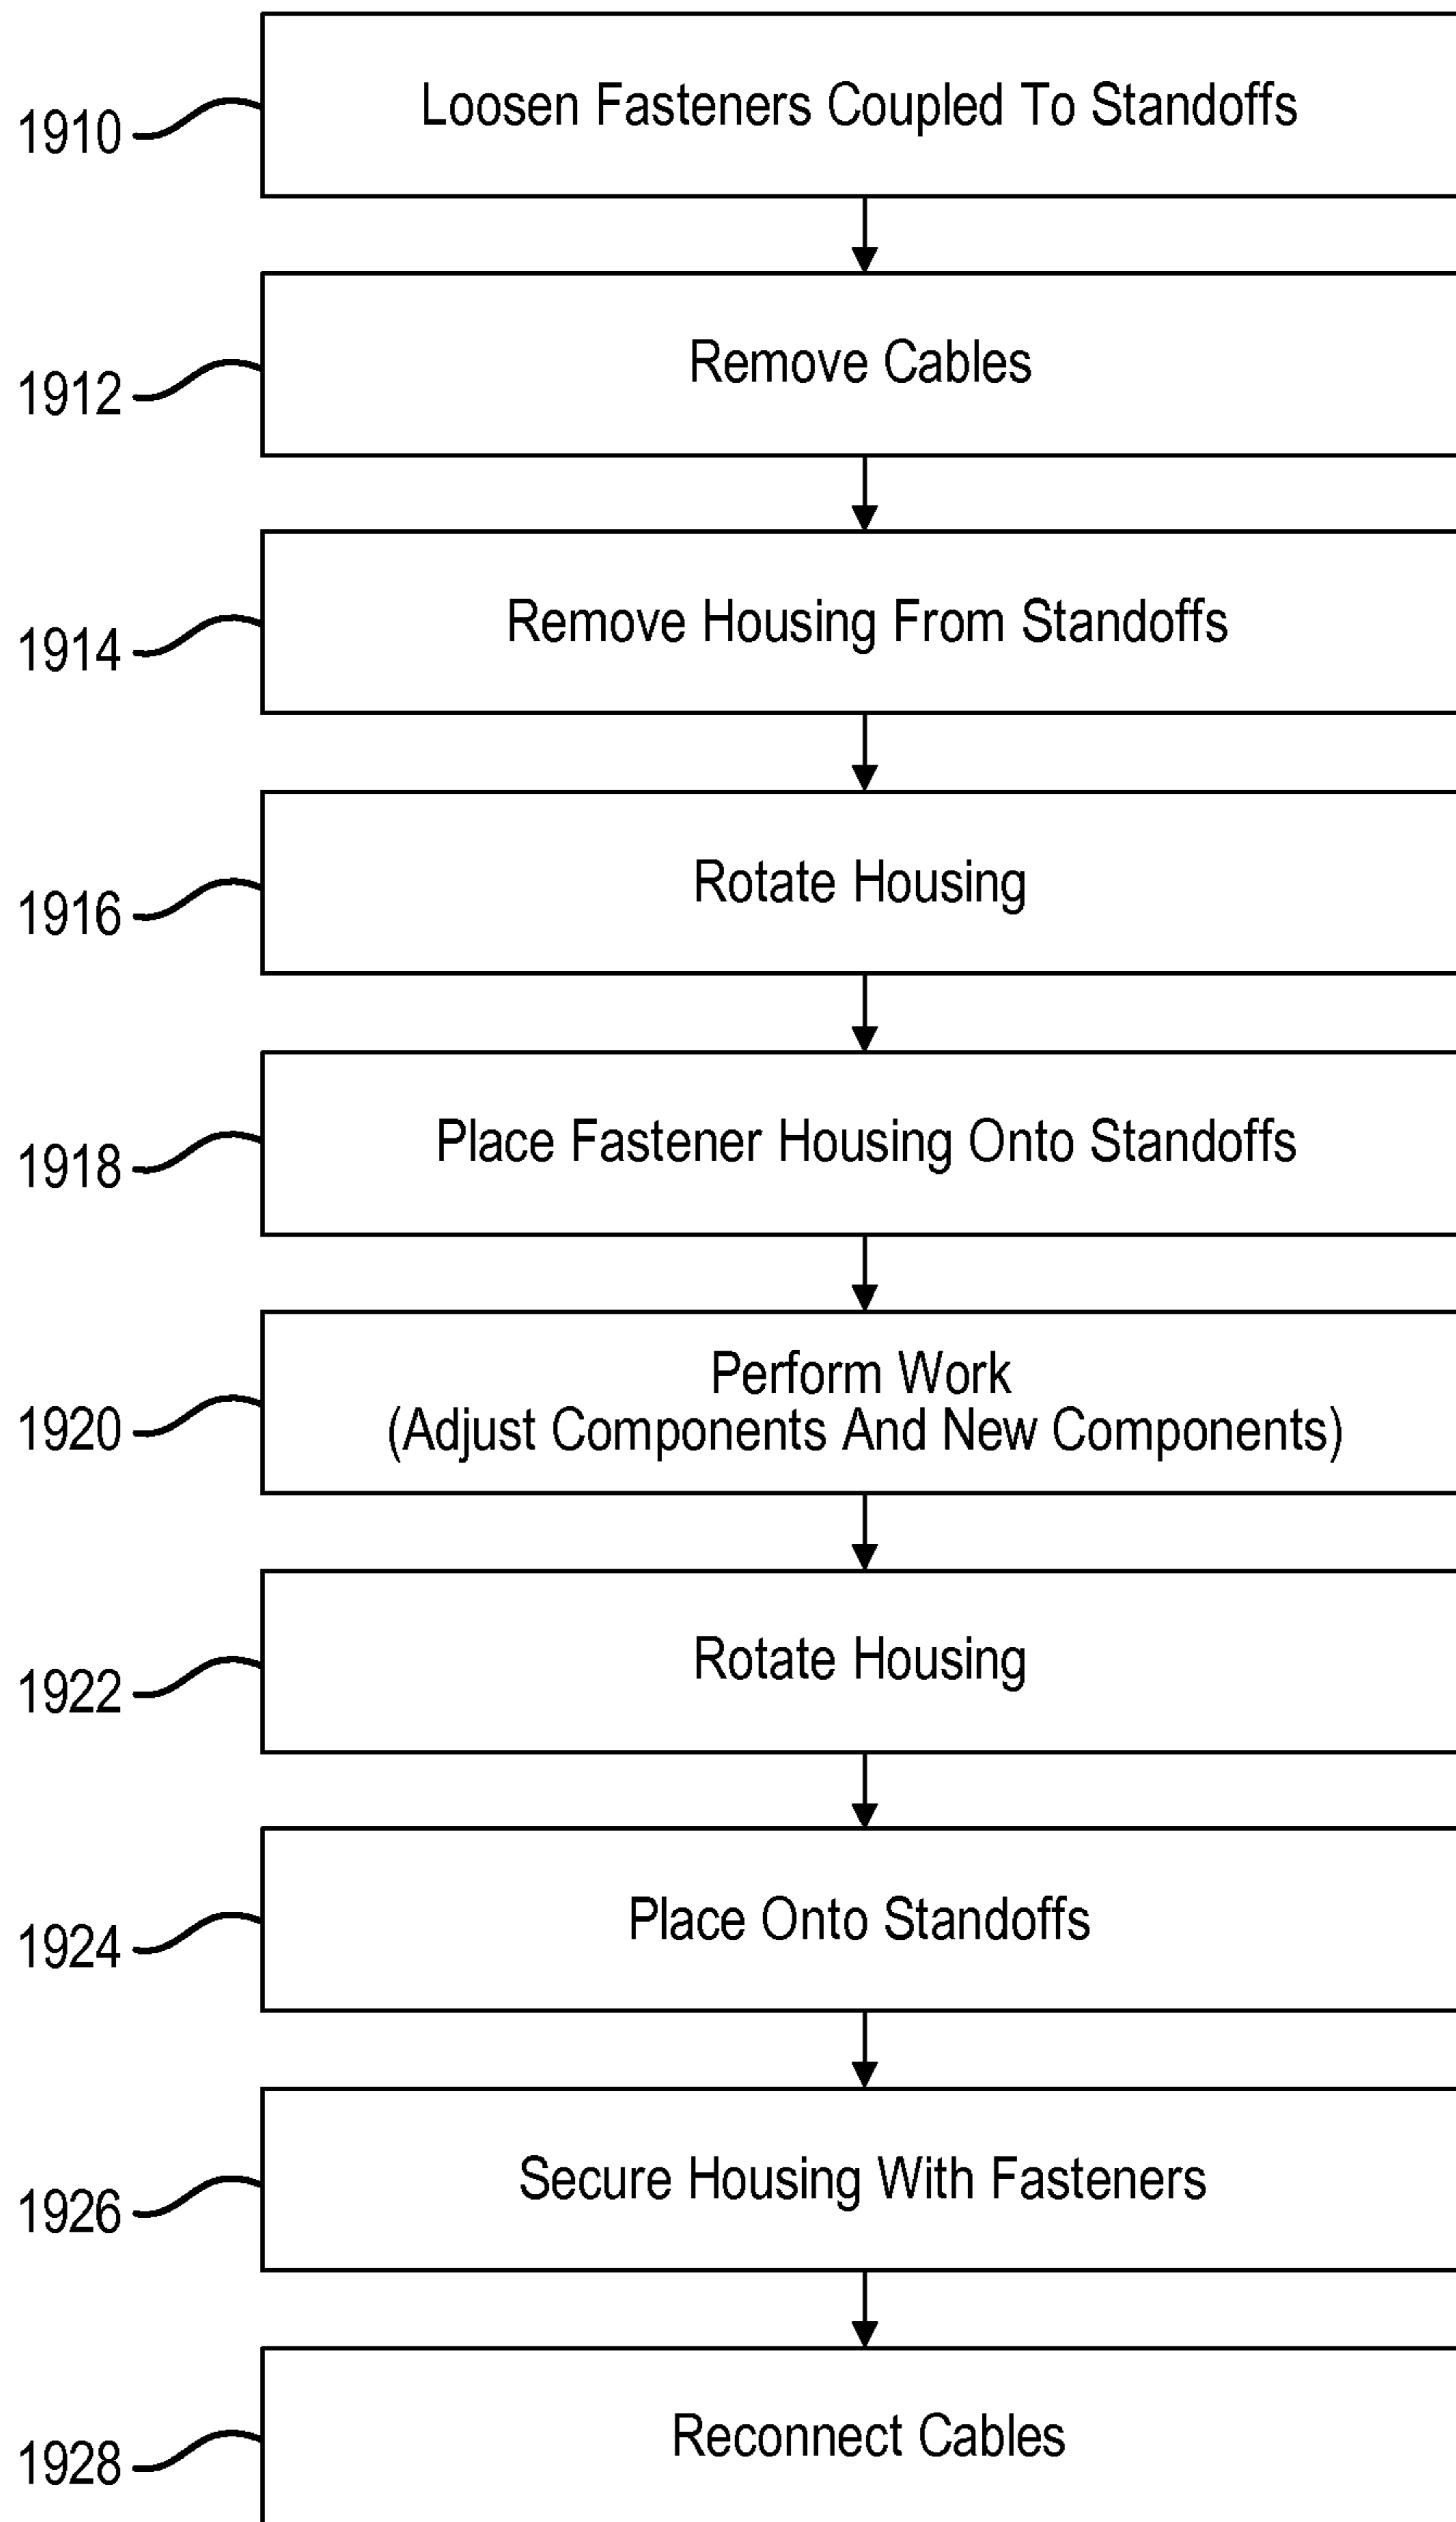 1910
Loosen Fasteners Coupled To Standoffs
1912
Remove Cables
1914
Remove Housing From Standoffs
1916
Rotate Housing
1918
Place Fastener Housing Onto Standoffs
1920
Perform Work
(Adjust Components And New Components)
1922
Rotate Housing
1924
Place Onto Standoffs
1926
Secure Housing With Fasteners
1928
Reconnect Cables